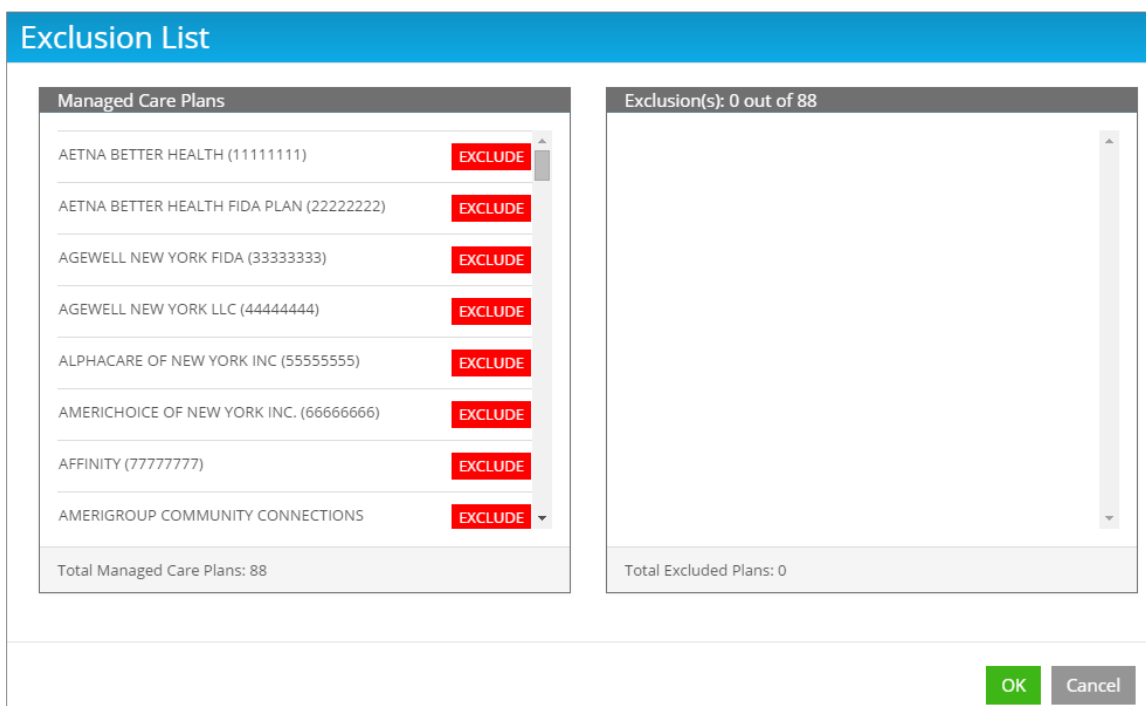 Exclusion List
Managed Care Plans
AETNA BETTER HEALTH (11111111)
EXCLUDE
AETNA BETTER HEALTH FIDA PLAN (22222222)
EXCLUDE
AGEWELL NEW YORK FIDA (33333333)
EXCLUDE
AGEWELL NEW YORK LLC (44444444)
EXCLUDE
ALPHACARE OF NEW YORK INC (55555555)
EXCLUDE
AMERICHOICE OF NEW YORK INC. (66666666)
EXCLUDE
AFFINITY (77777777)
EXCLUDE
AMERIGROUP COMMUNITY CONNECTIONS
EXCLUDE
Total Managed Care Plans: 88
Exclusion(s): 0 out of 88
Total Excluded Plans: 0
OK
Cancel